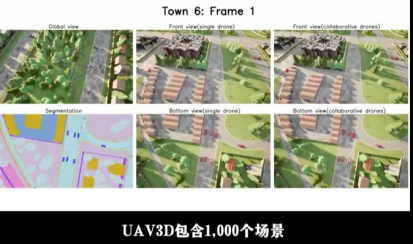 Town 6: Frame 1
Global view
Front view(single drone)
Front view(collaborative drones)
Segmentation
Bottom view(single drone)
Bottom view(collaborative drones)
UAV3D包含1,000个场景